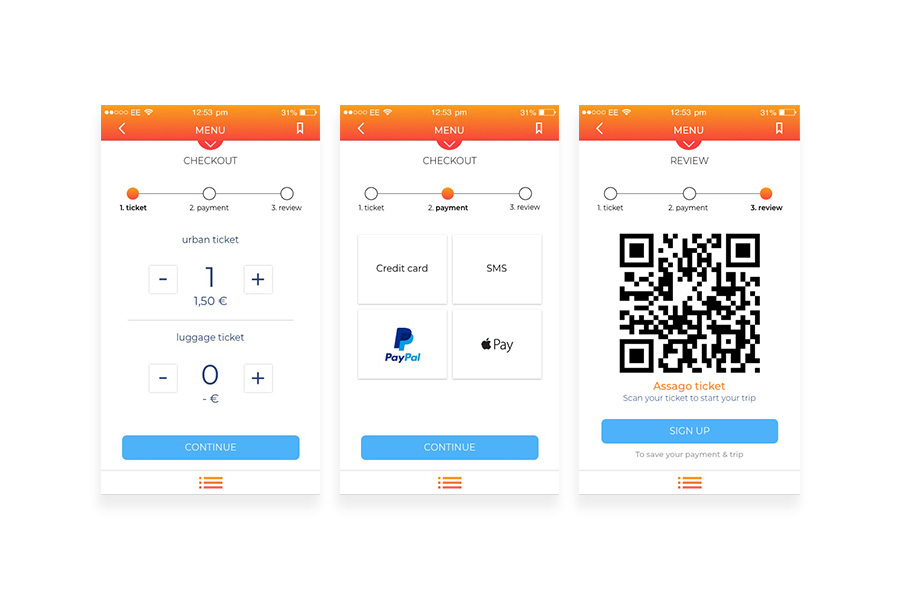 EE 12:53 pm 31%
MENU
CHECKOUT
1. ticket 2. payment 3. review
urban ticket
- 1 +
1,50 €
luggage ticket
- 0 +
- €
CONTINUE
EE 12:53 pm 31%
MENU
CHECKOUT
1. ticket 2. payment 3. review
Credit card SMS
PayPal Pay
CONTINUE
EE 12:53 pm 31%
MENU
REVIEW
1. ticket 2. payment 3. review
Assago ticket
Scan your ticket to start your trip
SIGN UP
To save your payment & trip